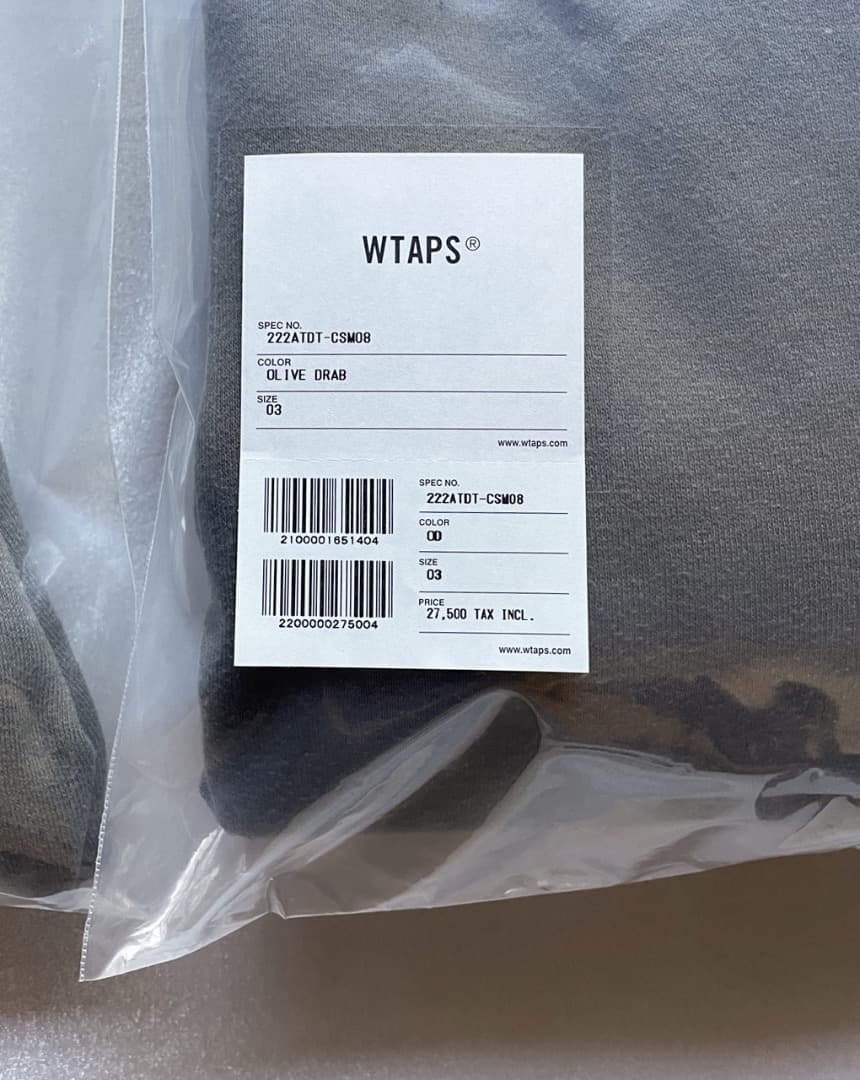 WTAPS®
SPEC NO.
222ATDT-CSM08
COLOR
OLIVE DRAB
SIZE
03
www.wtaps.com
2100001651404
2200000275004
SPEC NO.
222ATDT-CSM08
COLOR
OD
SIZE
03
PRICE
27,500 TAX INCL.
www.wtaps.com